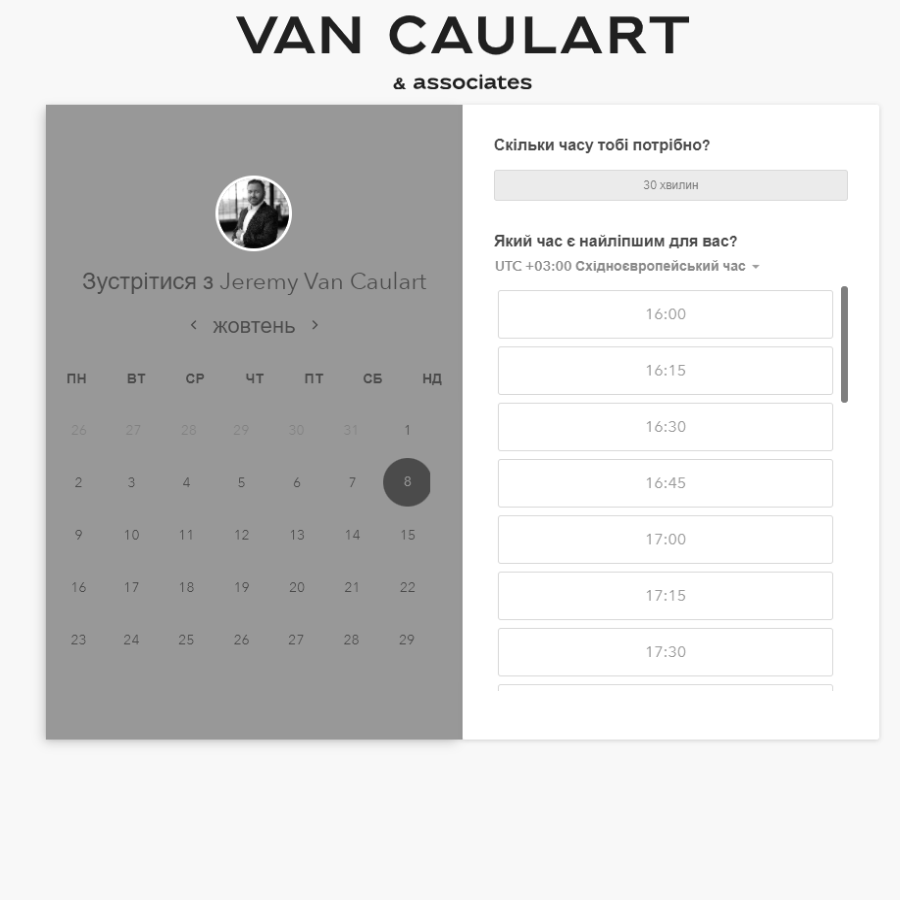 VAN CAULART
& associates
Зустрітися з Jeremy Van Caulart
‹ жовтень ›
ПН ВТ СР ЧТ ПТ СБ НД
26 27 28 29 30 31 1
2 3 4 5 6 7 8
9 10 11 12 13 14 15
16 17 18 19 20 21 22
23 24 25 26 27 28 29
Скільки часу тобі потрібно?
30 хвилин
Який час є найліпшим для вас?
UTC +03:00 Східноєвропейський час
16:00
16:15
16:30
16:45
17:00
17:15
17:30